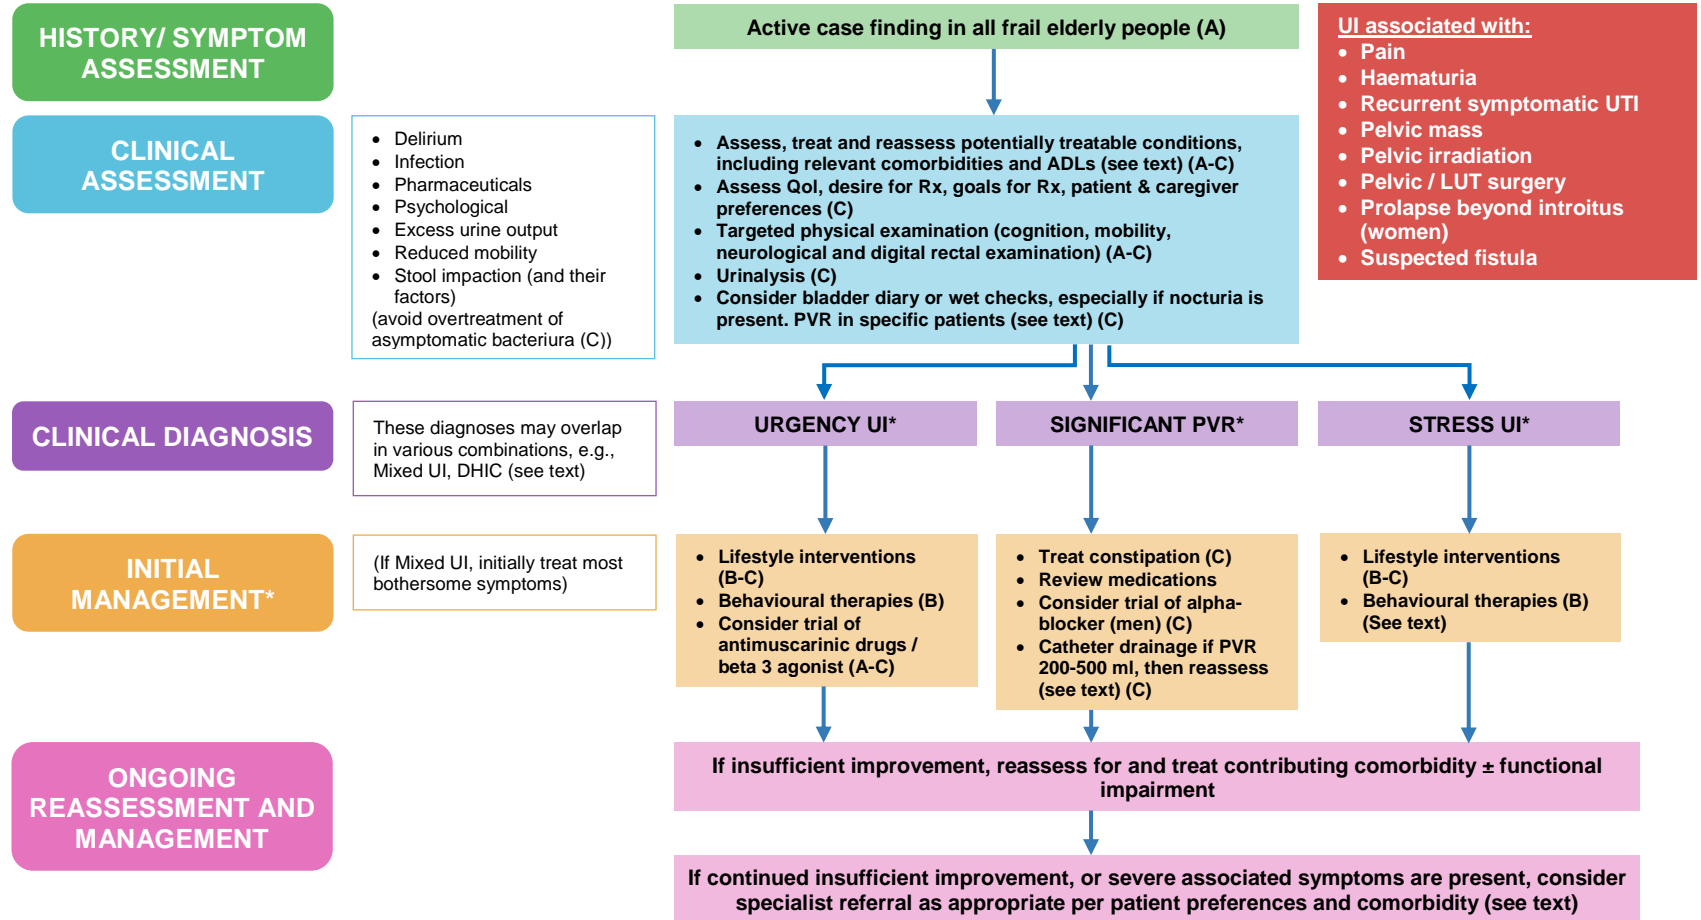 HISTORY/ SYMPTOM
ASSESSMENT
Active case finding in all frail elderly people (A)
UI associated with:
• Pain
• Haematuria
• Recurrent symptomatic UTI
• Pelvic mass
• Pelvic irradiation
• Pelvic / LUT surgery
• Prolapse beyond introitus
(women)
• Suspected fistula
CLINICAL
ASSESSMENT
• Delirium
• Infection
• Pharmaceuticals
• Psychological
• Excess urine output
• Reduced mobility
• Stool impaction (and their
factors)
(avoid overtreatment of
asymptomatic bacteriura (C))
• Assess, treat and reassess potentially treatable conditions,
including relevant comorbidities and ADLs (see text) (A-C)
• Assess QoI, desire for Rx, goals for Rx, patient & caregiver
preferences (C)
• Targeted physical examination (cognition, mobility,
neurological and digital rectal examination) (A-C)
• Urinalysis (C)
• Consider bladder diary or wet checks, especially if nocturia is
present. PVR in specific patients (see text) (C)
CLINICAL DIAGNOSIS
These diagnoses may overlap
in various combinations, e.g.,
Mixed UI, DHIC (see text)
URGENCY UI*
SIGNIFICANT PVR*
STRESS UI*
INITIAL
MANAGEMENT*
(If Mixed UI, initially treat most
bothersome symptoms)
• Lifestyle interventions
(B-C)
• Behavioural therapies (B)
• Consider trial of
antimuscarinic drugs /
beta 3 agonist (A-C)
• Treat constipation (C)
• Review medications
• Consider trial of alpha-
blocker (men) (C)
• Catheter drainage if PVR
200-500 ml, then reassess
(see text) (C)
• Lifestyle interventions
(B-C)
• Behavioural therapies (B)
(See text)
ONGOING
REASSESSMENT AND
MANAGEMENT
If insufficient improvement, reassess for and treat contributing comorbidity ± functional
impairment
If continued insufficient improvement, or severe associated symptoms are present, consider
specialist referral as appropriate per patient preferences and comorbidity (see text)